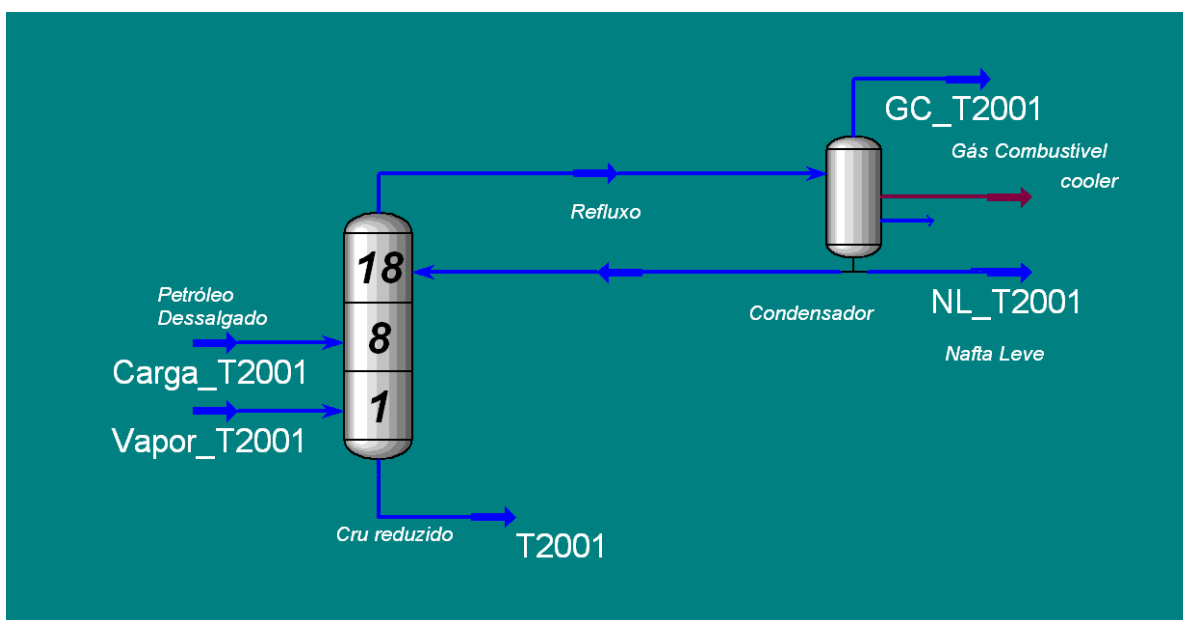 GC_T2001
Gás Combustível
cooler
Refluxo
18
Petróleo
Dessalgado
8
Carga_T2001
Condensador
NL_T2001
Nafta Leve
1
Vapor_T2001
Cru reduzido
T2001